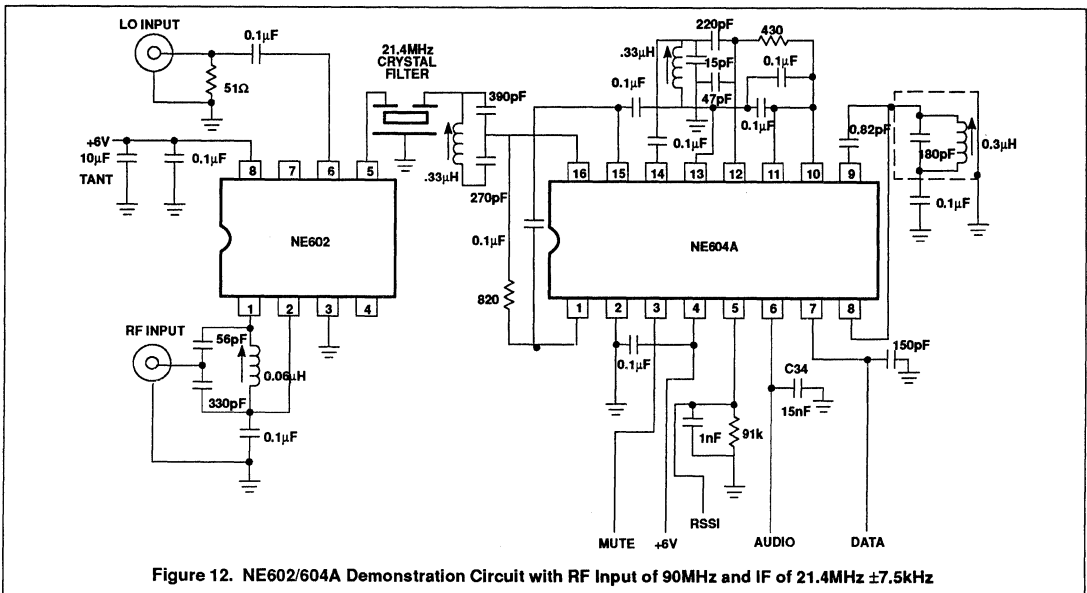 LO INPUT
0.1µF
51Ω
21.4MHz
CRYSTAL
FILTER
+6V
10µF
TANT
0.1µF
8
7
6
5
NE602
1
2
3
4
RF INPUT
56pF
0.06µH
330pF
0.1µF
390pF
.33µH
270pF
0.1µF
820
.33µH
220pF
15pF
47pF
430
0.1µF
0.1µF
0.1µF
0.1µF
16
15
14
13
12
11
10
9
NE604A
1
2
3
4
5
6
7
8
0.82pF
180pF
0.3µH
0.1µF
0.1µF
1nF
91k
C34
15nF
150pF
MUTE
+6V
RSSI
AUDIO
DATA
Figure 12. NE602/604A Demonstration Circuit with RF Input of 90MHz and IF of 21.4MHz ±7.5kHz